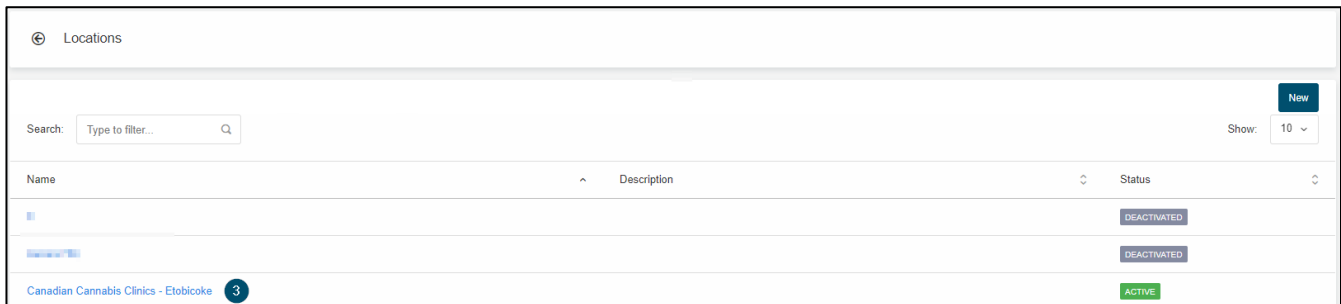 Locations
New
Search: Type to filter... Show: 10
Name Description Status
DEACTIVATED
DEACTIVATED
Canadian Cannabis Clinics - Etobicoke 3 ACTIVE